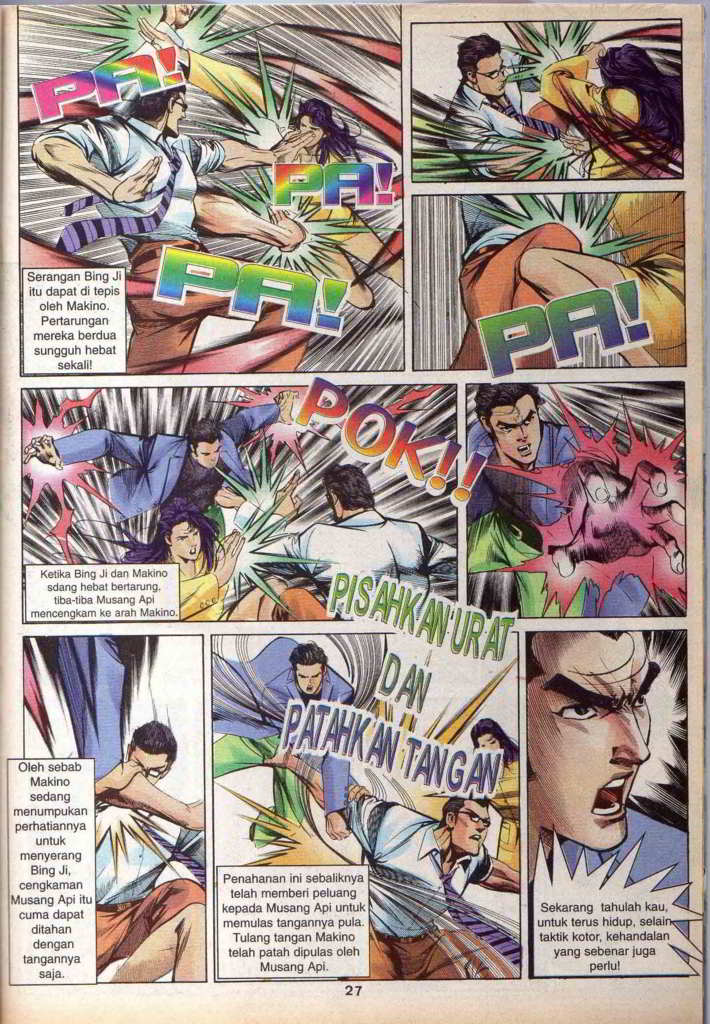 PA!
PA!
PA!
Serangan Bing Ji
itu dapat di tepis
oleh Makino.
Pertarungan
mereka berdua
sungguh hebat
sekali!
PA!
POK!!
Ketika Bing Ji dan Makino
sdang hebat bertarung,
tiba-tiba Musang Api
mencengkam ke arah Makino.
PISAHKAN URAT
DAN
PATAHKAN TANGAN
Oleh sebab
Makino
sedang
menumpukan
perhatiannya
untuk
menyerang
Bing Ji,
cengkaman
Musang Api itu
cuma dapat
ditahan
dengan
tangannya
saja.
Penahanan ini sebaliknya
telah memberi peluang
kepada Musang Api untuk
memulas tangannya pula.
Tulang tangan Makino
telah patah dipulas oleh
Musang Api.
Sekarang tahulah kau,
untuk terus hidup, selain
taktik kotor, kehandalan
yang sebenar juga
perlu!
27